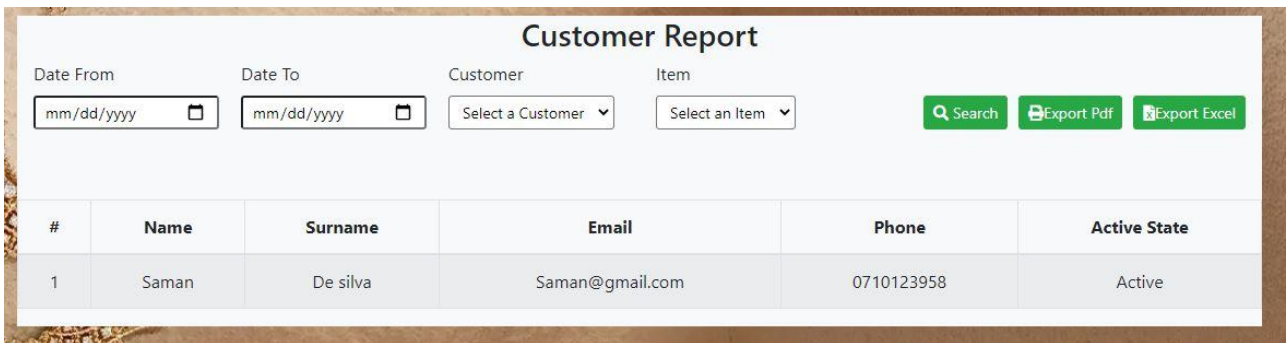 Customer Report
Date From Date To Customer Item
mm/dd/yyyy mm/dd/yyyy Select a Customer Select an Item Search Export Pdf Export Excel
# Name Surname Email Phone Active State
1 Saman De silva Saman@gmail.com 0710123958 Active